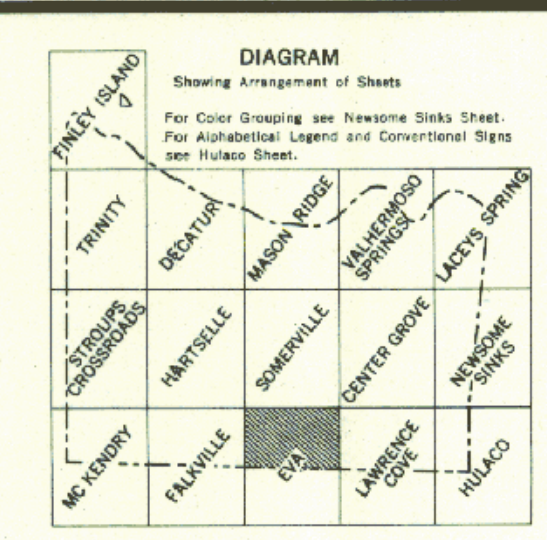 DIAGRAM
Showing Arrangement of Sheets
For Color Grouping see Newsome Sinks Sheet.
For Alphabetical Legend and Conventional Signs
see Hulaco Sheet.
FINLEY ISLAND
TRINITY
DECATUR
MASON RIDGE
VALHERMOSO
SPRINGS
LACEYS SPRING
STROUPS
CROSSROADS
HARTSELLE
SOMERVILLE
CENTER GROVE
NEWSOME
SINKS
MC KENDRY
FALKVILLE
EVA
LAWRENCE
COVE
HULACO